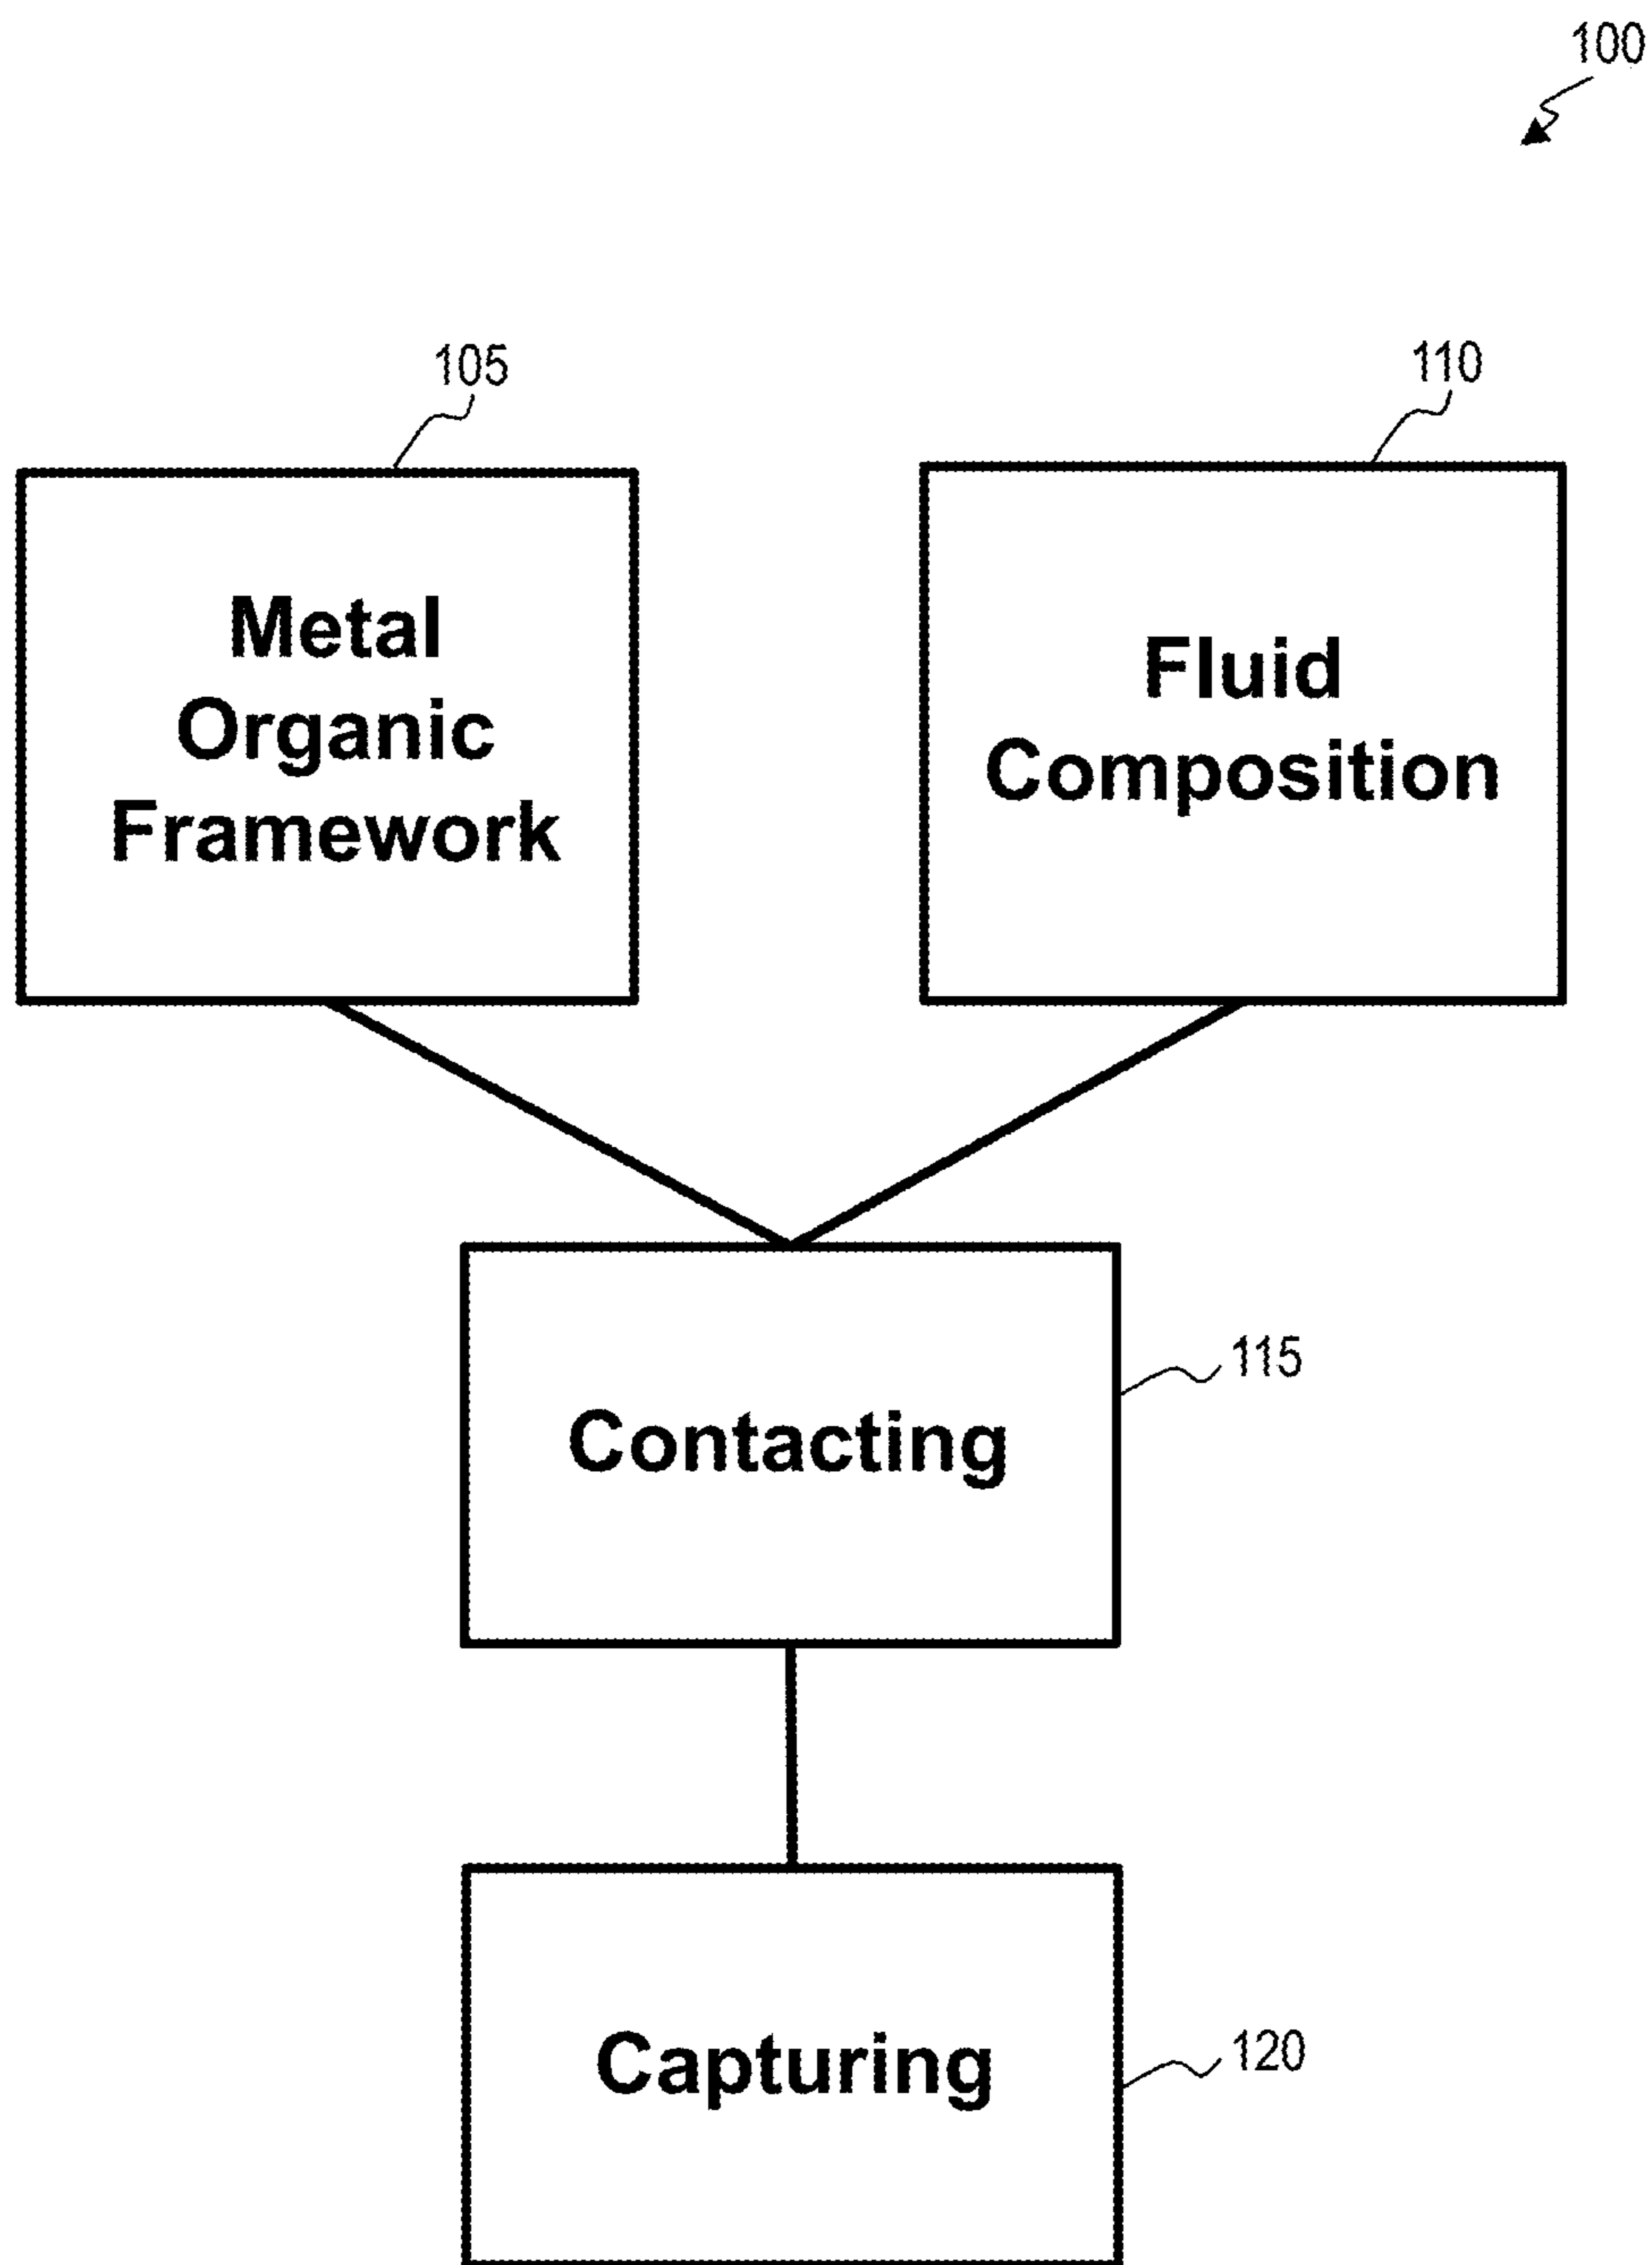 100
105
110
Metal
Organic
Framework
Fluid
Composition
Contacting
115
Capturing
120